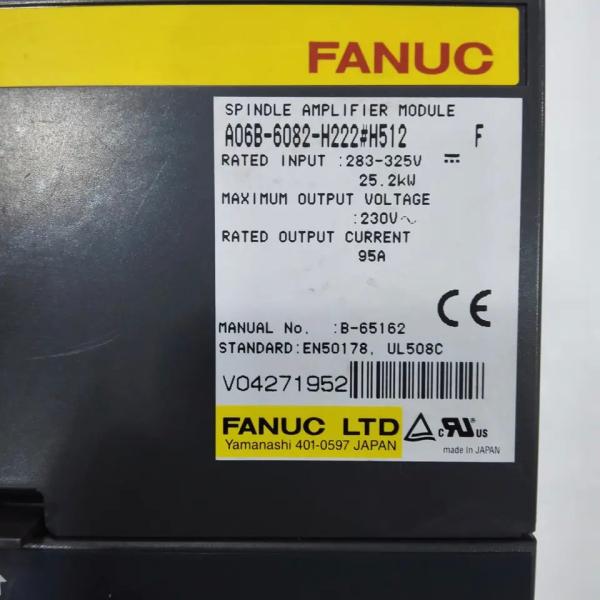 FANUC
SPINDLE AMPLIFIER MODULE
A06B-6082-H222#H512 F
RATED INPUT :283-325V ⎓
25.2kW
MAXIMUM OUTPUT VOLTAGE
:230V～
RATED OUTPUT CURRENT
95A
CE
MANUAL No. :B-65162
STANDARD:EN50178, UL508C
V04271952
FANUC LTD
Yamanashi 401-0597 JAPAN
c RU US
made in JAPAN